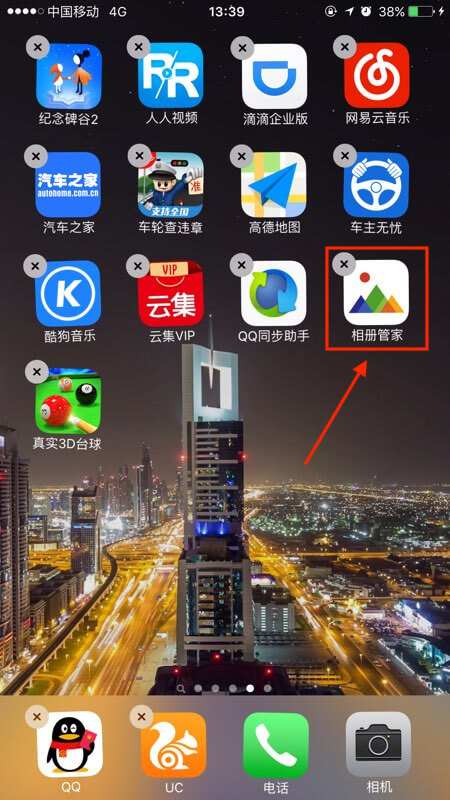 中国移动 4G 13:39 38%
纪念碑谷2 人人视频 滴滴企业版 网易云音乐
汽车之家
autohome.com.cn
准
支持全国
汽车之家 车轮查违章 高德地图 车主无忧
K VIP
云集
酷狗音乐 云集VIP QQ同步助手 相册管家
真实3D台球
QQ UC 电话 相机